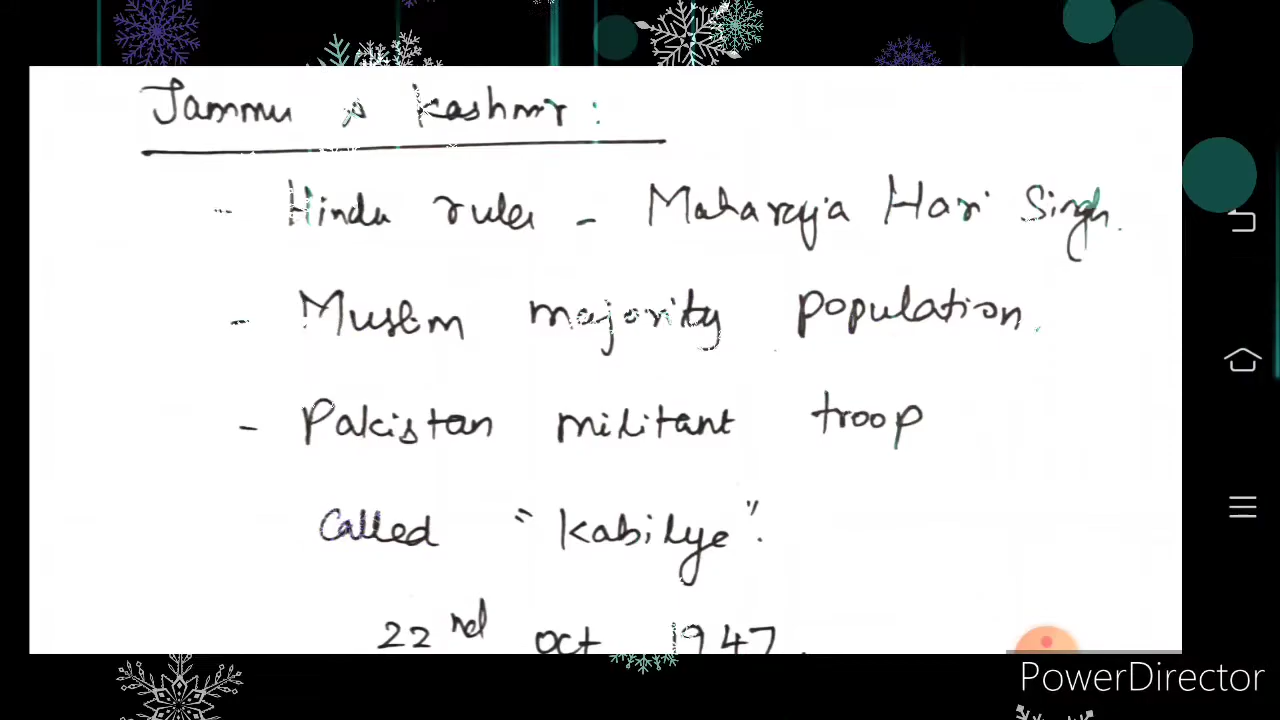 Jammu & Kashmir:
- Hindu ruler - Maharaja Hari Singh.
- Muslim majority population.
- Pakistan militant troop
Called "Kabilye".
22nd Oct 1947.
PowerDirector